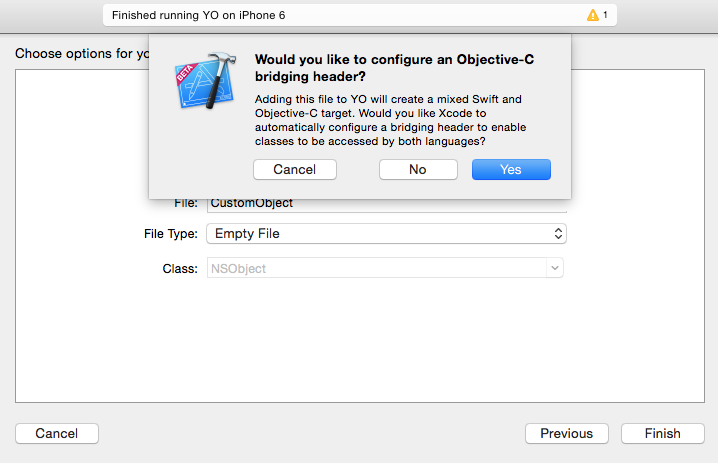 Finished running YO on iPhone 6
1
Choose options for yo
BETA
Would you like to configure an Objective-C
bridging header?
Adding this file to YO will create a mixed Swift and
Objective-C target. Would you like Xcode to
automatically configure a bridging header to enable
classes to be accessed by both languages?
Cancel No Yes
File: CustomObject
File Type: Empty File
Class: NSObject
Cancel Previous Finish